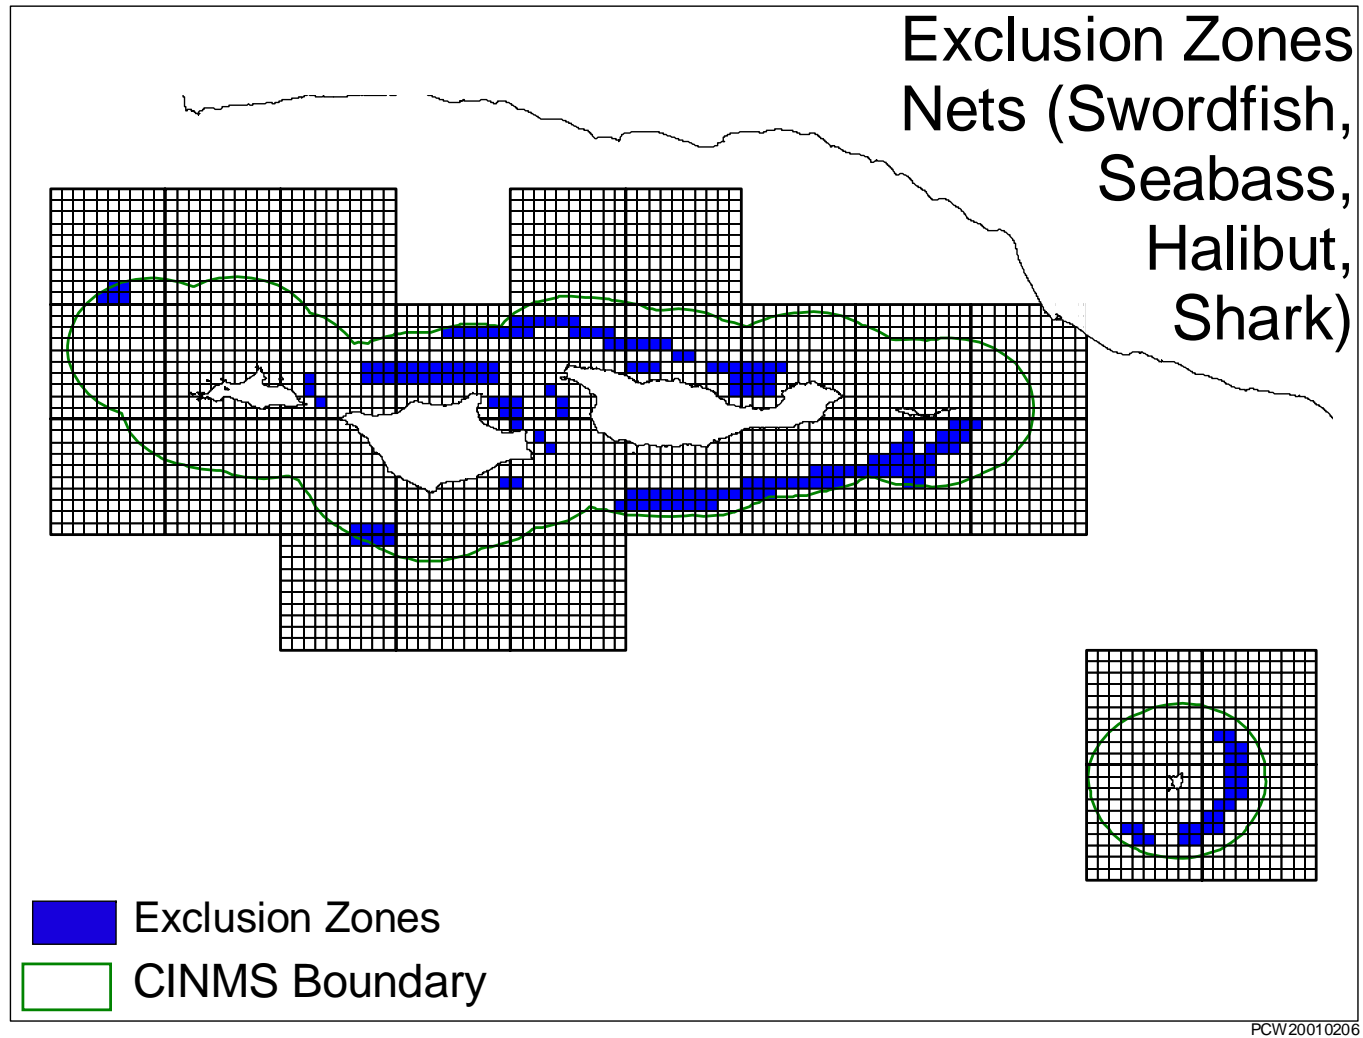 Exclusion Zones
Nets (Swordfish,
Seabass,
Halibut,
Shark)
Exclusion Zones
CINMS Boundary
PCW20010206